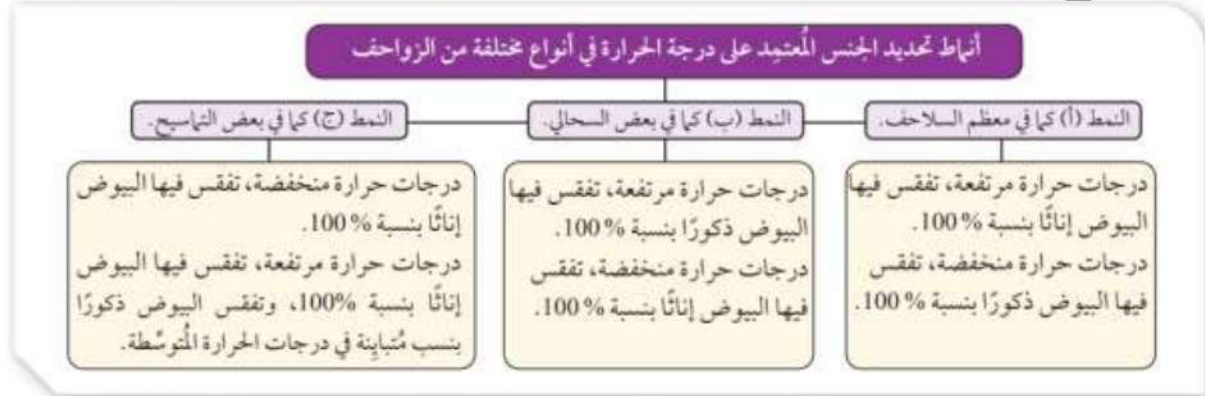 أنماط تحديد الجنس المُعتمِد على درجة الحرارة في أنواع مختلفة من الزواحف
النمط (أ) كما في معظم السلاحف.
النمط (ب) كما في بعض السحالي.
النمط (ج) كما في بعض التماسيح.
درجات حرارة مرتفعة، تفقس فيها
البيوض إناثًا بنسبة % 100.
درجات حرارة منخفضة، تفقس
فيها البيوض ذكورًا بنسبة % 100.
درجات حرارة مرتفعة، تفقس فيها
البيوض ذكورًا بنسبة % 100.
درجات حرارة منخفضة، تفقس
فيها البيوض إناثًا بنسبة % 100.
درجات حرارة منخفضة، تفقس فيها البيوض
إناثًا بنسبة % 100.
درجات حرارة مرتفعة، تفقس فيها البيوض
إناثًا بنسبة %100، وتفقس البيوض ذكورًا
بنسب مُتبايِنة في درجات الحرارة المُتوسِّطة.